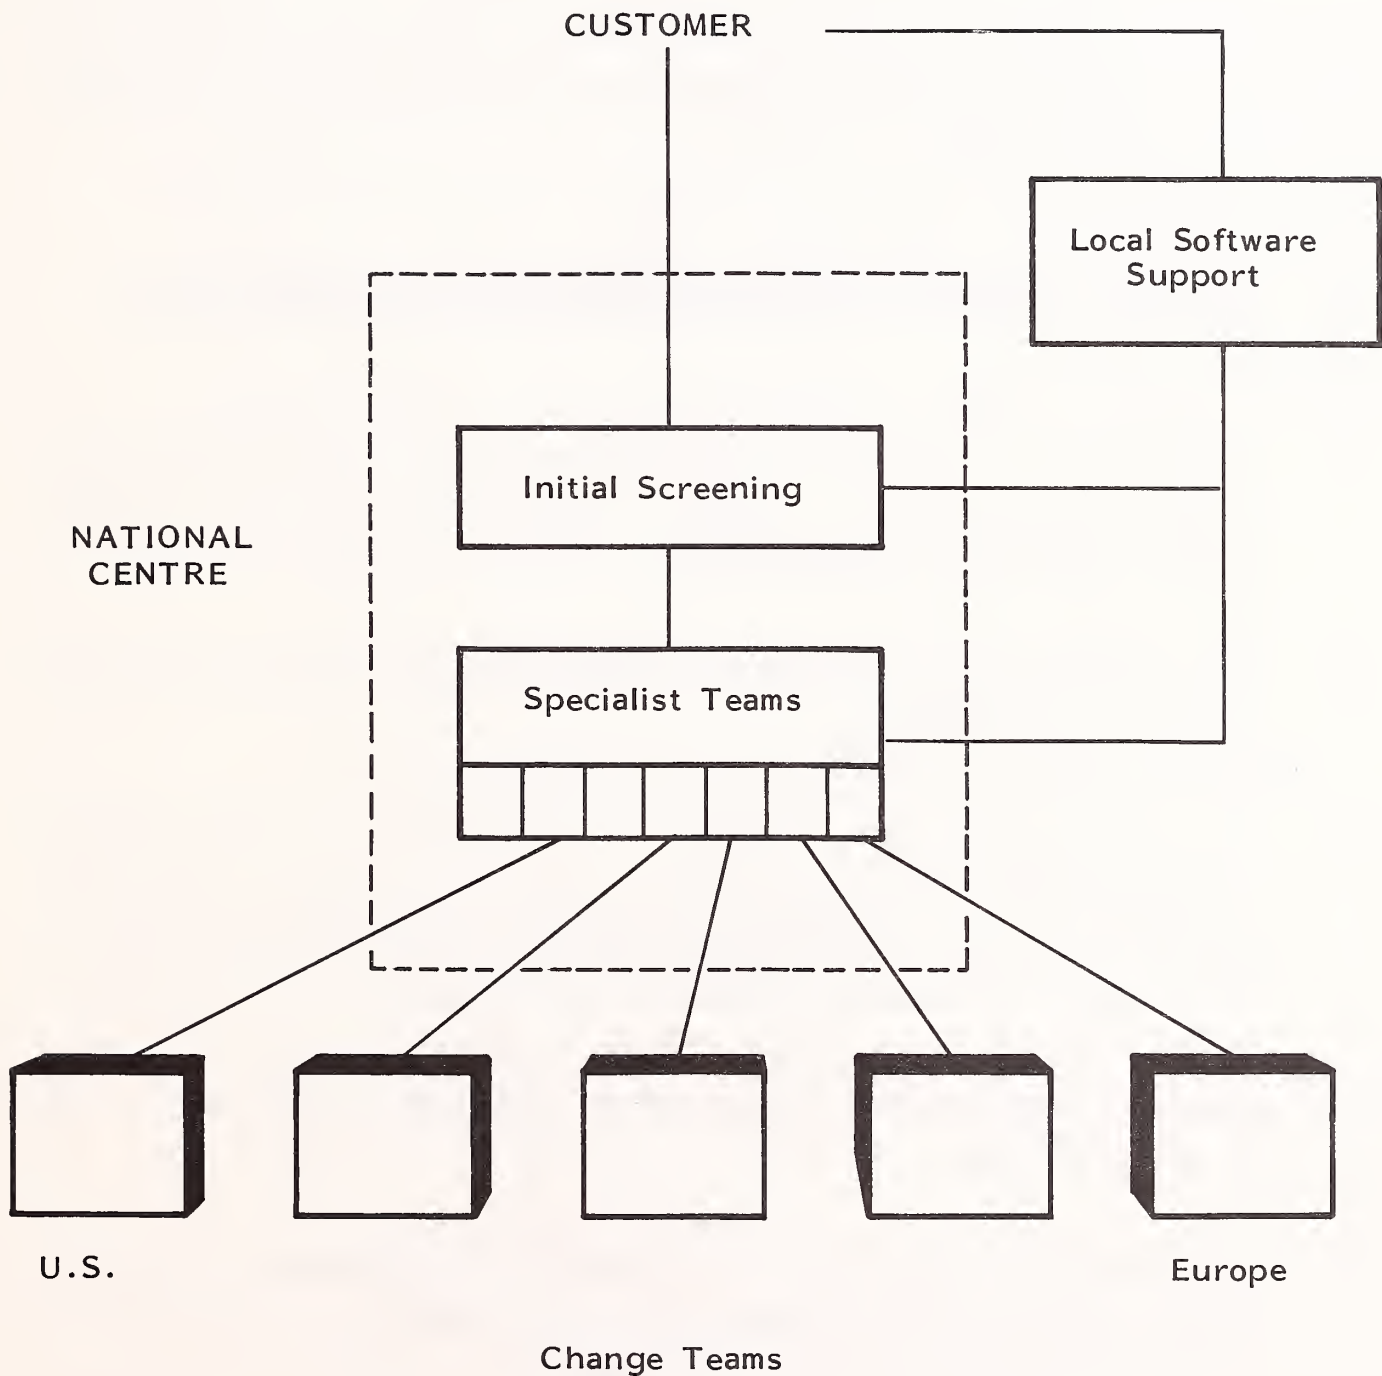 CUSTOMER
Local Software
Support
Initial Screening
NATIONAL
CENTRE
Specialist Teams
U.S.
Europe
Change Teams